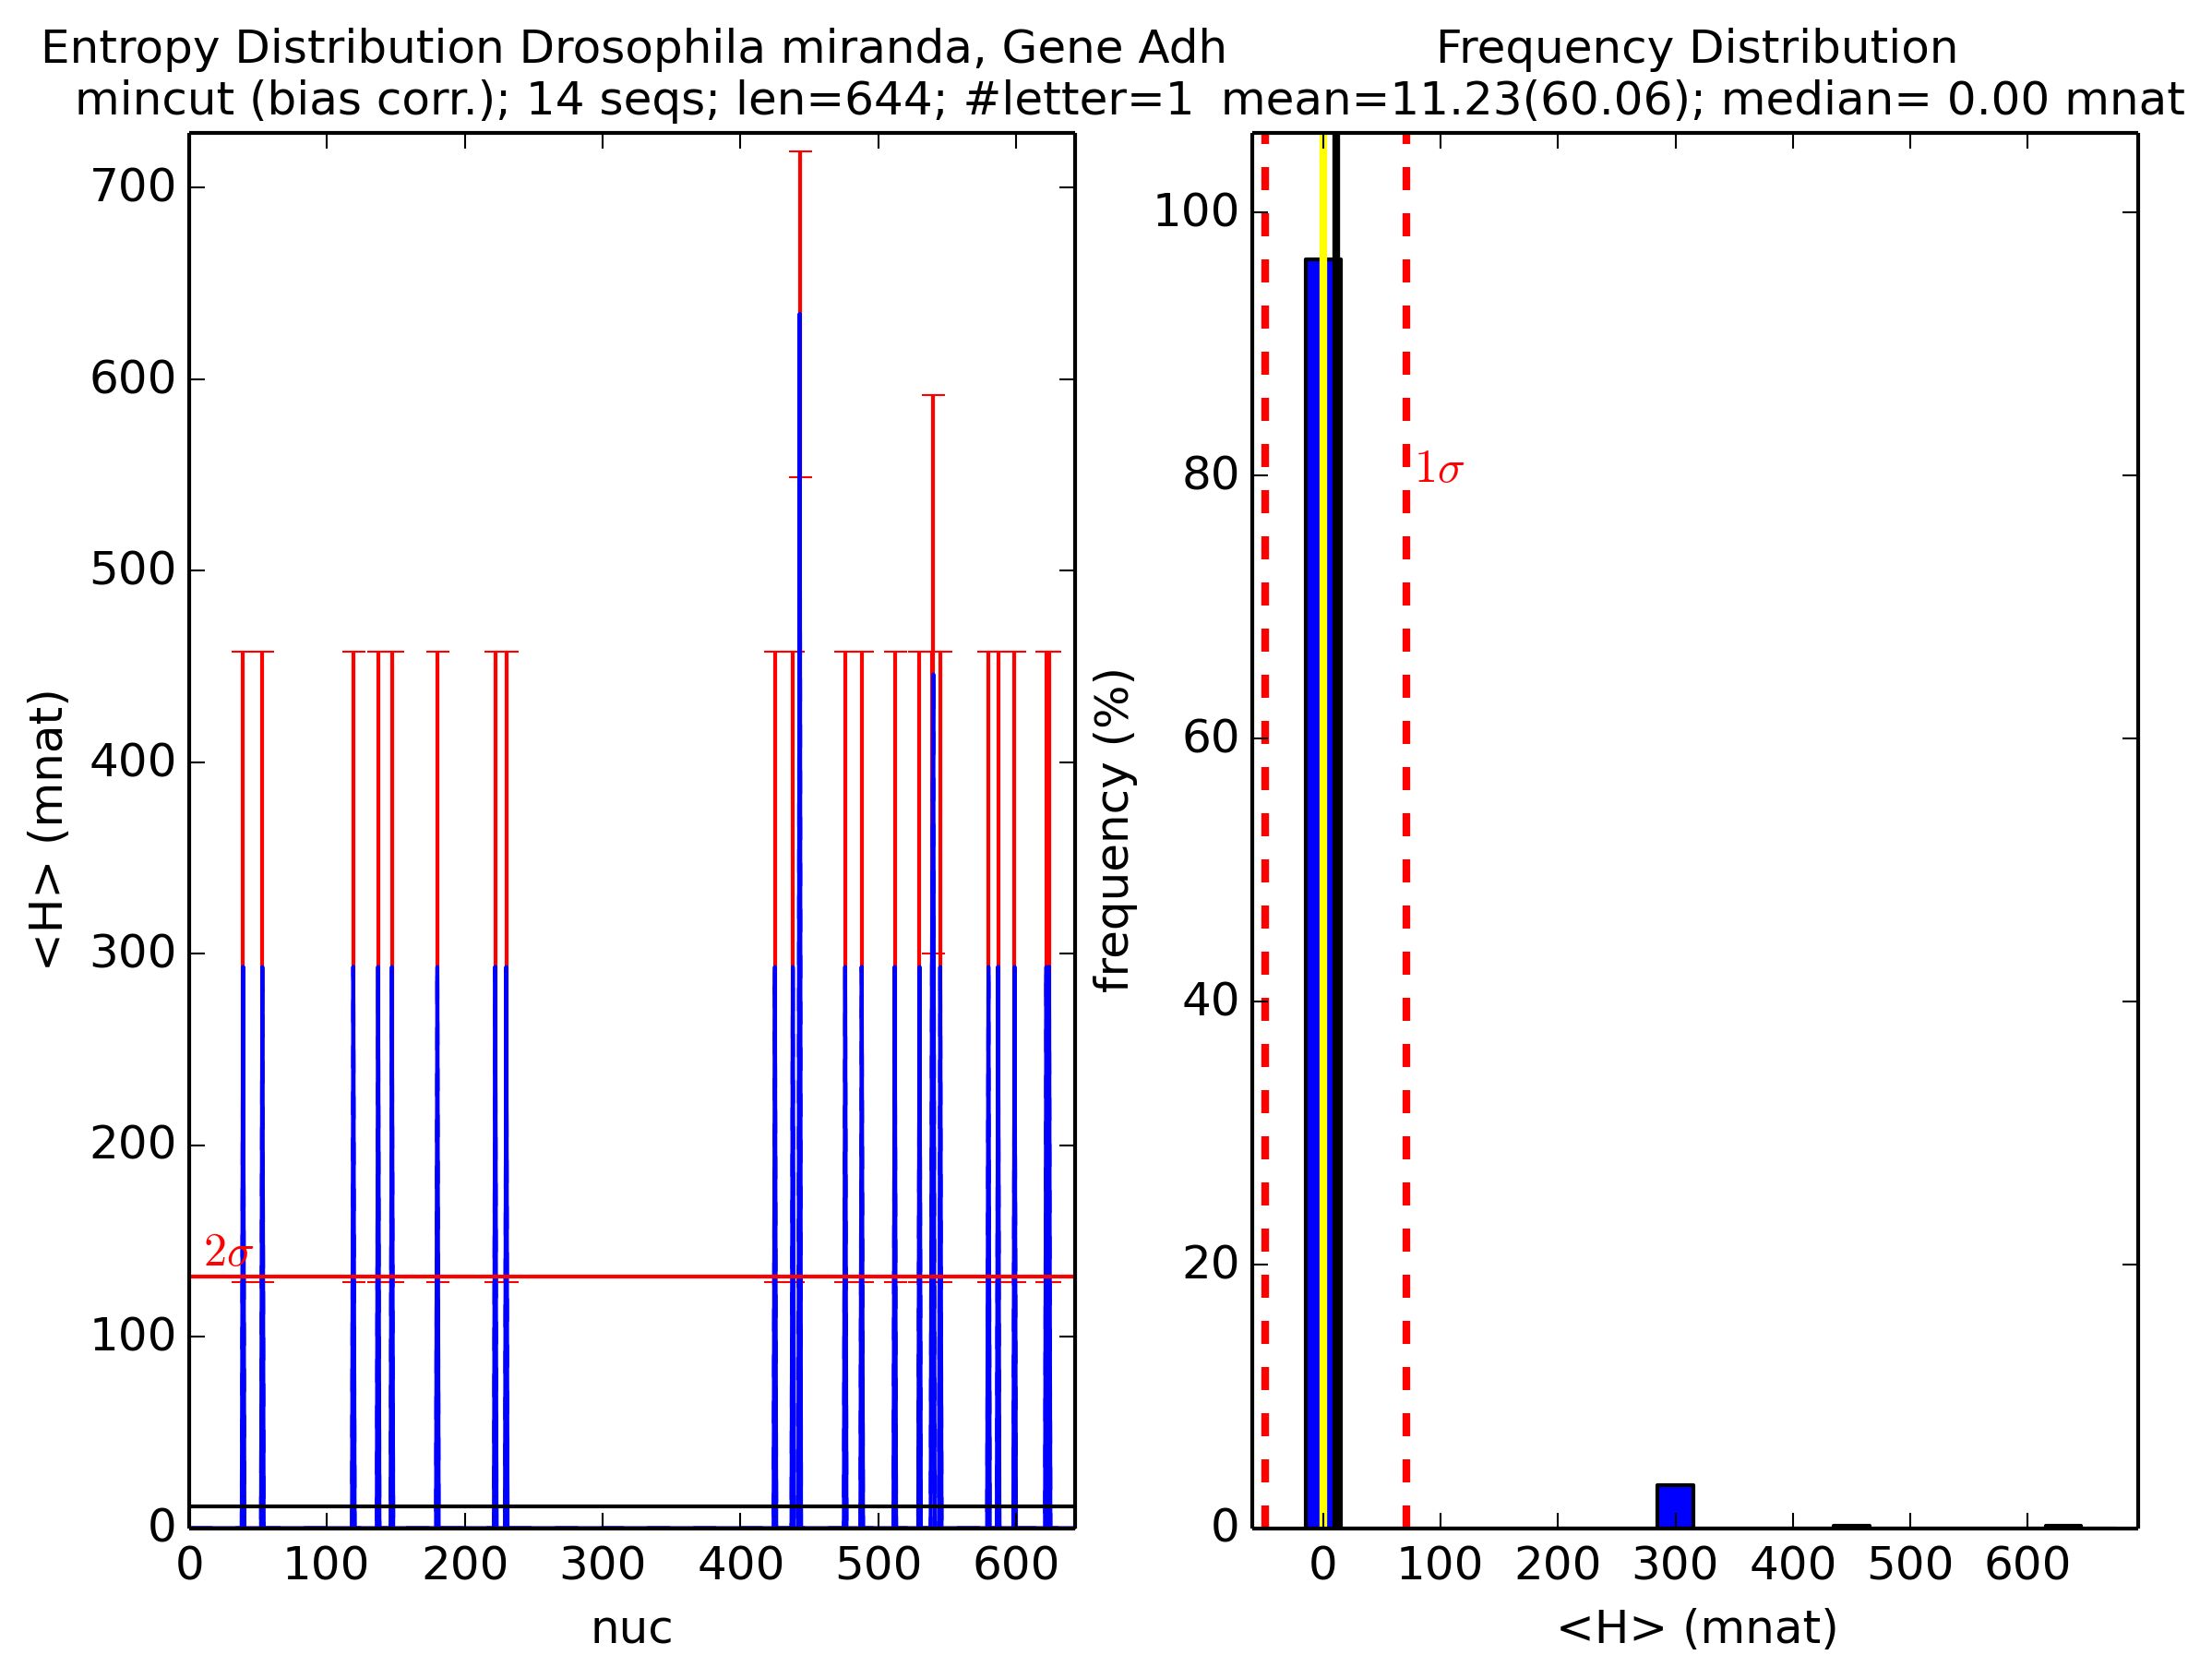 Entropy Distribution Drosophila miranda, Gene Adh
mincut (bias corr.); 14 seqs; len=644; #letter=1
700
600
500
400
300
200
100
0
<H> (mnat)
2σ
0 100 200 300 400 500 600
nuc
Frequency Distribution
mean=11.23(60.06); median= 0.00 mnat
100
80
60
40
20
0
frequency (%)
1σ
0 100 200 300 400 500 600
<H> (mnat)